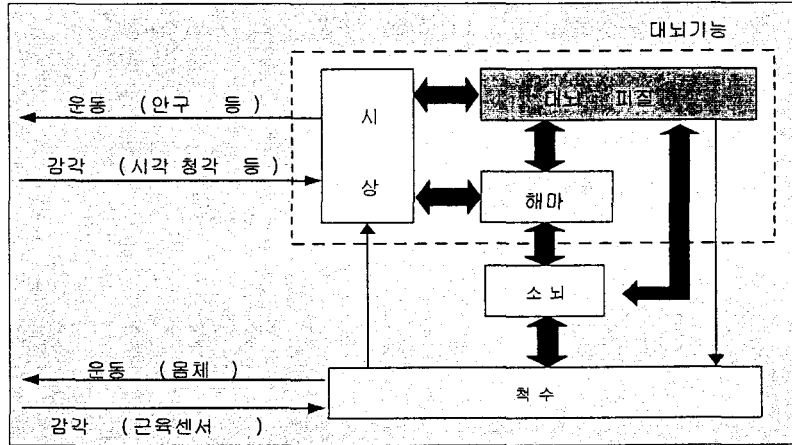 대뇌기능
운동 (안구 등)
시상
대뇌 피질
감각 (시각 청각 등)
해마
소뇌
운동 (몸체)
척수
감각 (근육센서)